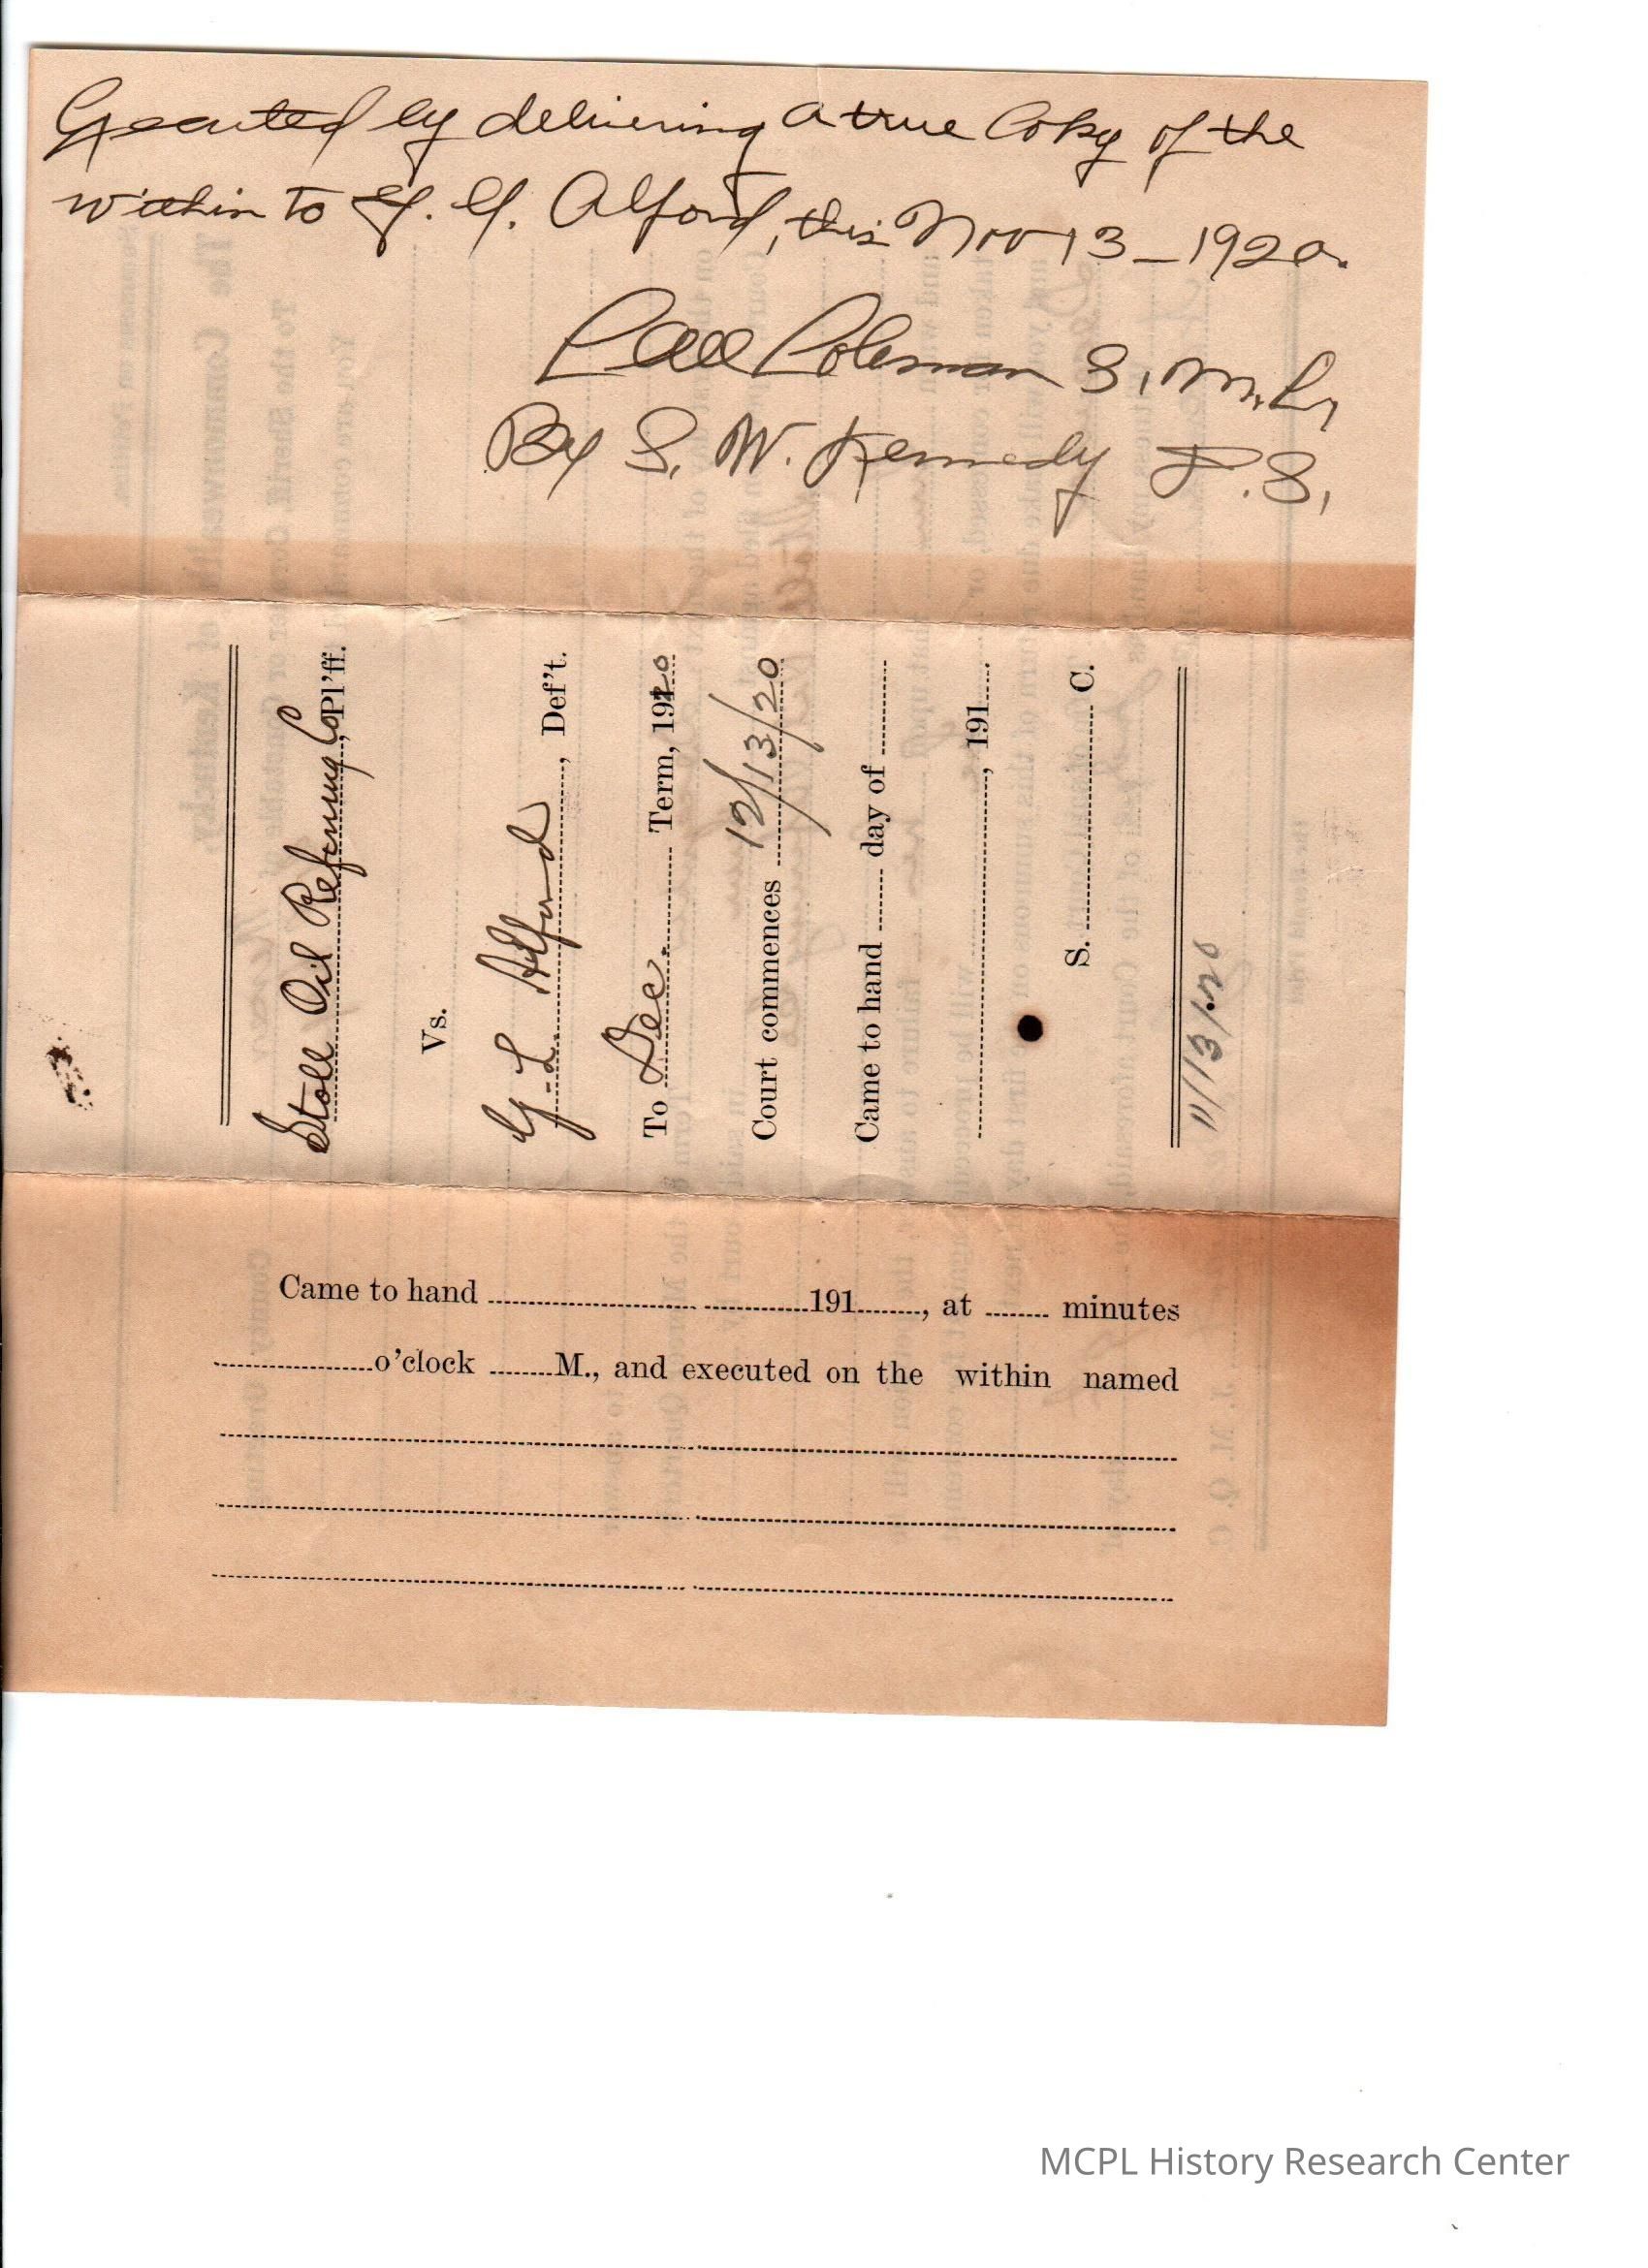 Executed by delivering a true Copy of the
within to G. G. Alford, this Nov 13 – 1920.
Coleman S. M. C.
By S. W. Kennedy D. S.
Stoll Oil Refining Co, Pl'ff.
Vs.
G. L. Alford, Def't.
To Dec. Term, 1920
Court commences 12/13/20
Came to hand day of
, 191
S. C.
11/13/20
Came to hand 191, at minutes
o'clock M., and executed on the within named
MCPL History Research Center